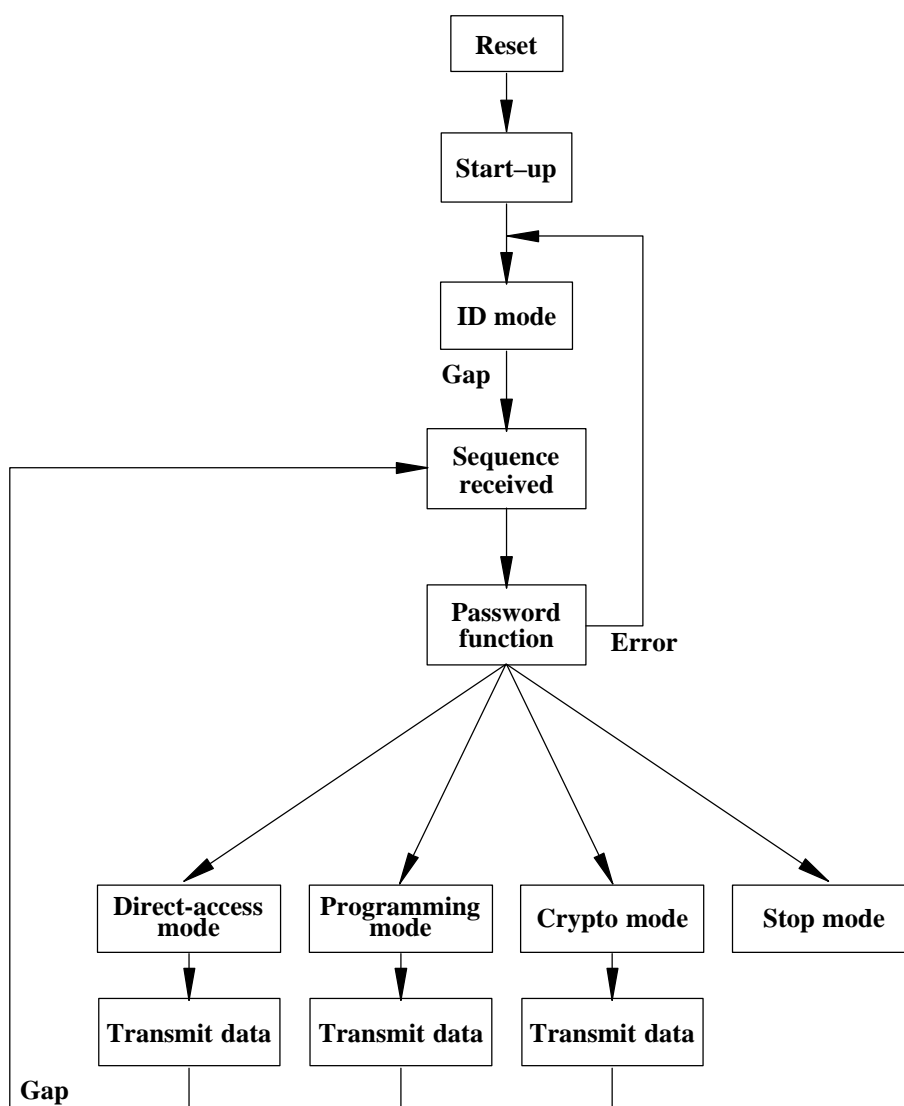 Reset
Start–up
ID mode
Gap
Sequence
received
Password
function
Error
Direct-access
mode
Programming
mode
Crypto mode
Stop mode
Transmit data
Transmit data
Transmit data
Gap